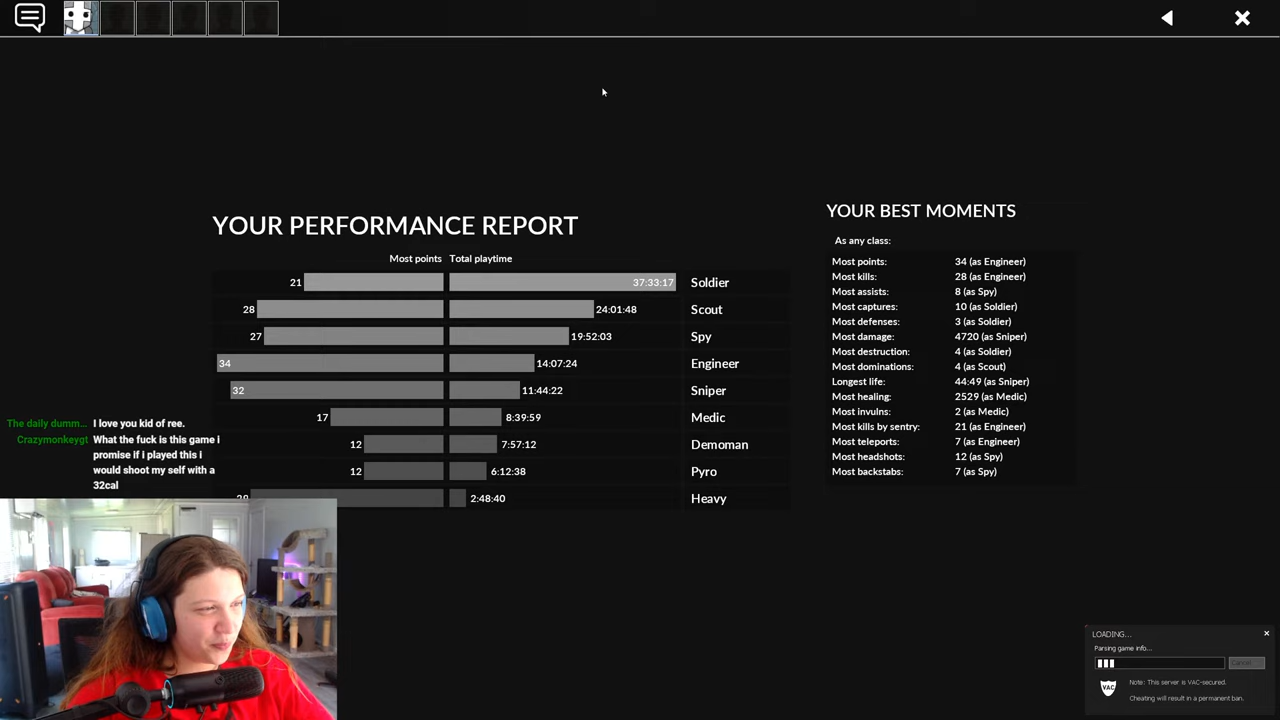 YOUR PERFORMANCE REPORT
Most points Total playtime
21 37:33:17 Soldier
28 24:01:48 Scout
27 19:52:03 Spy
34 14:07:24 Engineer
32 11:44:22 Sniper
17 8:39:59 Medic
12 7:57:12 Demoman
12 6:12:38 Pyro
2:48:40 Heavy
YOUR BEST MOMENTS
As any class:
Most points: 34 (as Engineer)
Most kills: 28 (as Engineer)
Most assists: 8 (as Spy)
Most captures: 10 (as Soldier)
Most defenses: 3 (as Soldier)
Most damage: 4720 (as Sniper)
Most destruction: 4 (as Soldier)
Most dominations: 4 (as Scout)
Longest life: 44:49 (as Sniper)
Most healing: 2529 (as Medic)
Most invulns: 2 (as Medic)
Most kills by sentry: 21 (as Engineer)
Most teleports: 7 (as Engineer)
Most headshots: 12 (as Spy)
Most backstabs: 7 (as Spy)
The daily dumm... I love you kid of ree.
Crazymonkeygt What the fuck is this game i
promise if i played this i
would shoot my self with a
32cal
LOADING...
Parsing game info...
Cancel
VAC
Note: This server is VAC-secured.
Cheating will result in a permanent ban.